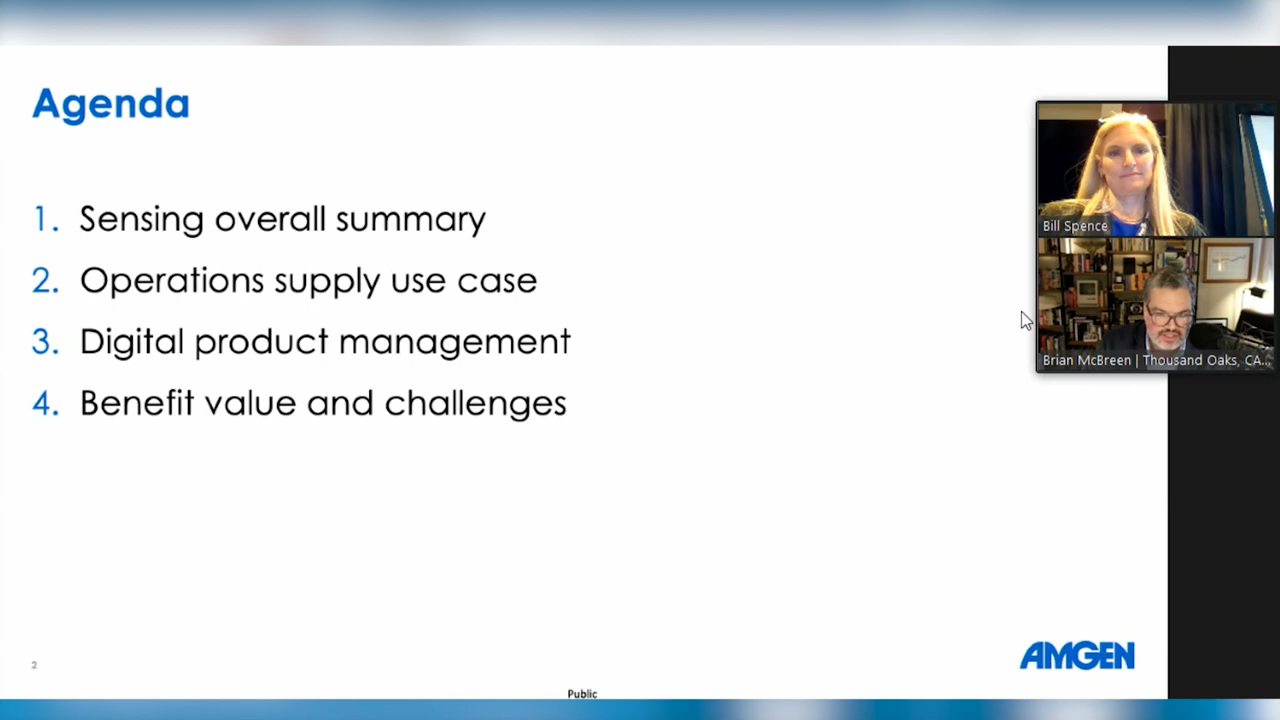 Agenda
1. Sensing overall summary
2. Operations supply use case
3. Digital product management
4. Benefit value and challenges
Bill Spence
Brian McBreen | Thousand Oaks, CA...
2
AMGEN
Public